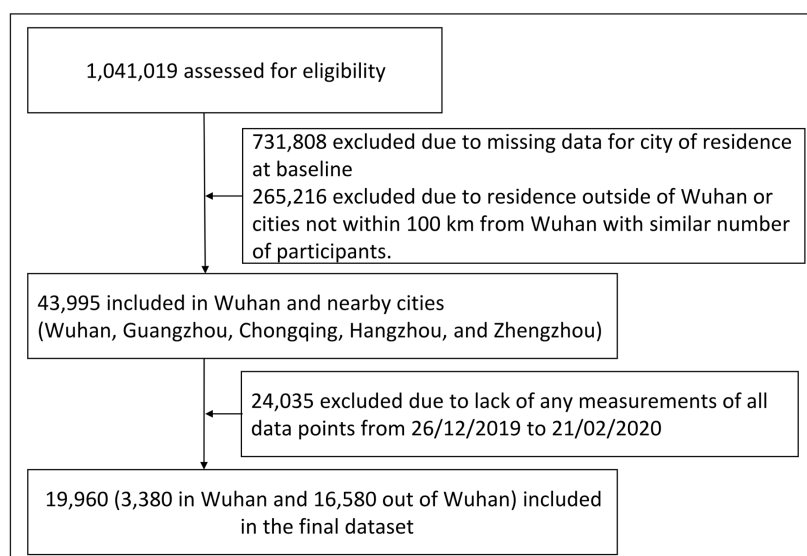 1,041,019 assessed for eligibility
731,808 excluded due to missing data for city of residence
at baseline
265,216 excluded due to residence outside of Wuhan or
cities not within 100 km from Wuhan with similar number
of participants.
43,995 included in Wuhan and nearby cities
(Wuhan, Guangzhou, Chongqing, Hangzhou, and Zhengzhou)
24,035 excluded due to lack of any measurements of all
data points from 26/12/2019 to 21/02/2020
19,960 (3,380 in Wuhan and 16,580 out of Wuhan) included
in the final dataset